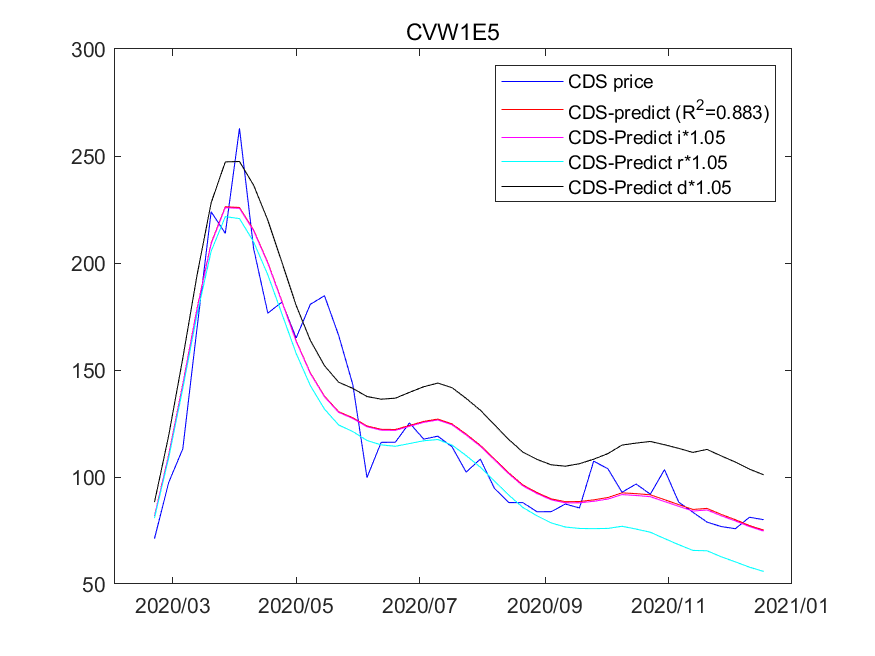 CVW1E5
300
250
200
150
100
50
2020/03 2020/05 2020/07 2020/09 2020/11 2021/01
CDS price
CDS-predict (R²=0.883)
CDS-Predict i*1.05
CDS-Predict r*1.05
CDS-Predict d*1.05